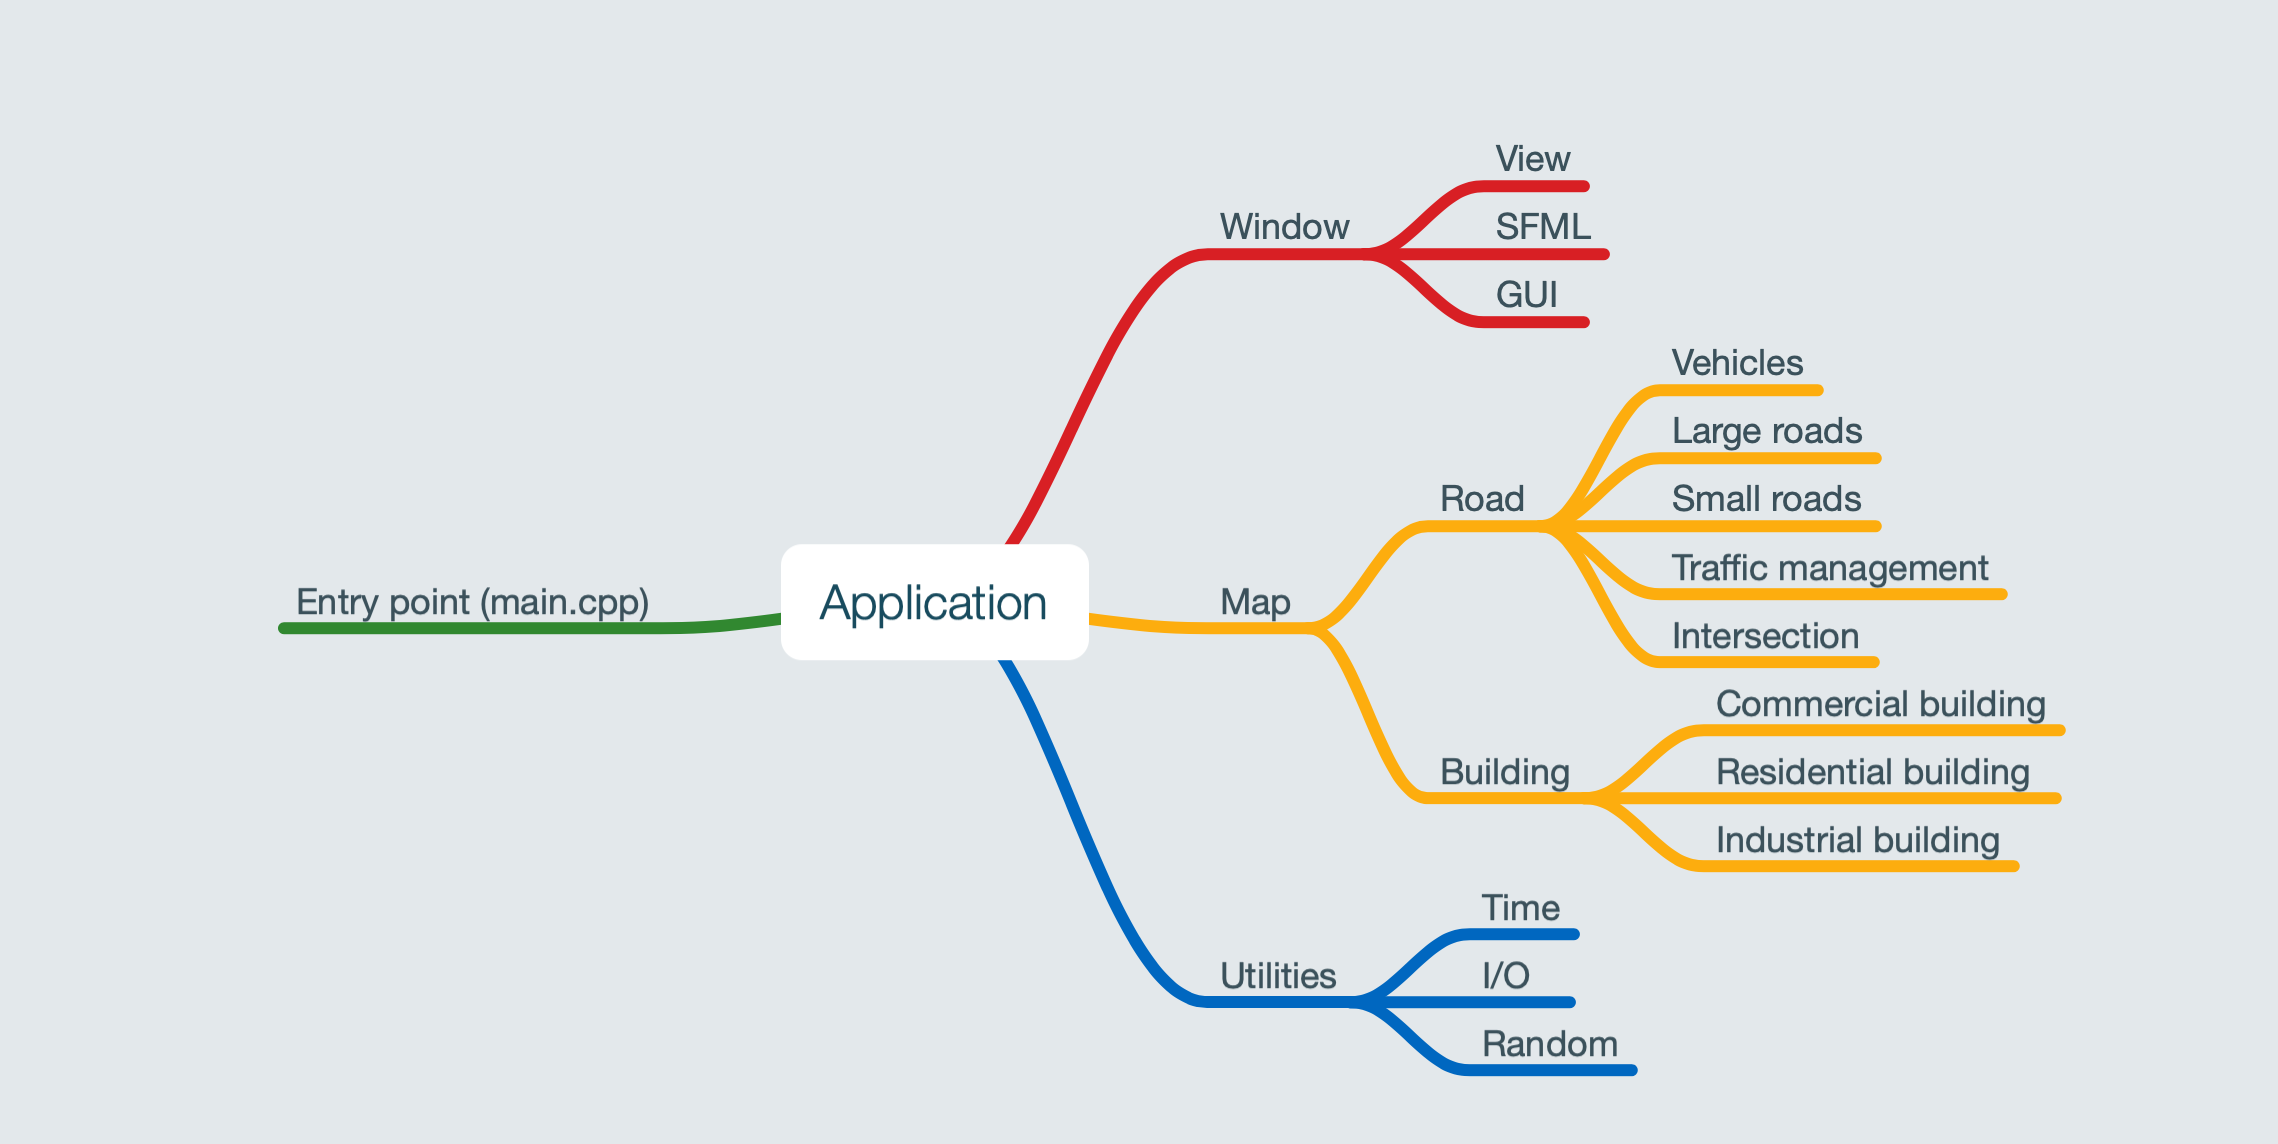 View
Window
SFML
GUI
Vehicles
Large roads
Road
Small roads
Traffic management
Entry point (main.cpp)
Application
Map
Intersection
Commercial building
Building
Residential building
Industrial building
Time
Utilities
I/O
Random